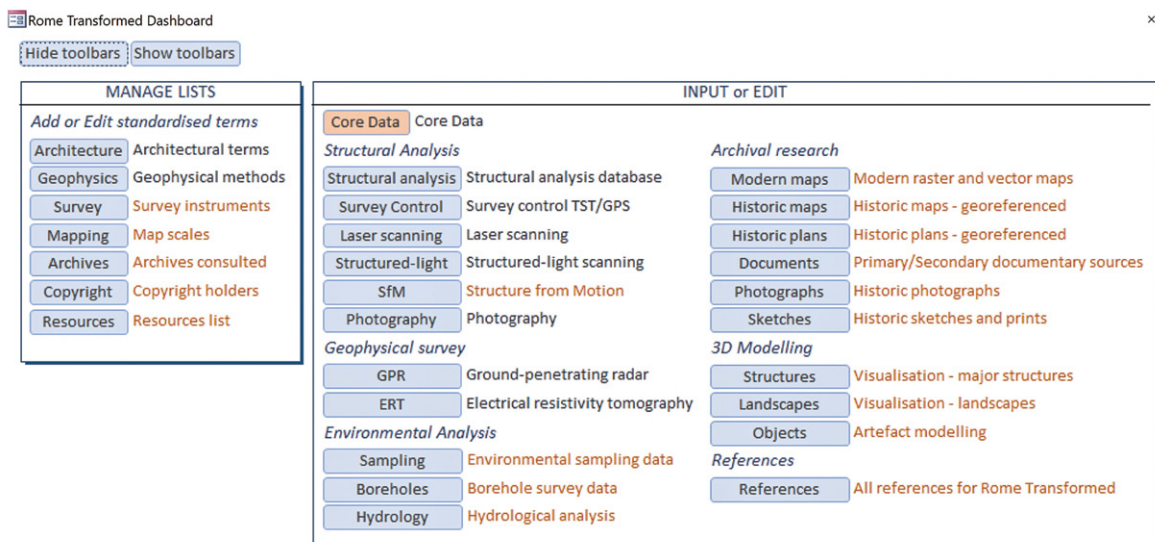 Rome Transformed Dashboard ×
Hide toolbars Show toolbars
MANAGE LISTS
Add or Edit standardised terms
Architecture Architectural terms
Geophysics Geophysical methods
Survey Survey instruments
Mapping Map scales
Archives Archives consulted
Copyright Copyright holders
Resources Resources list
INPUT or EDIT
Core Data Core Data
Structural Analysis
Structural analysis Structural analysis database
Survey Control Survey control TST/GPS
Laser scanning Laser scanning
Structured-light Structured-light scanning
SfM Structure from Motion
Photography Photography
Geophysical survey
GPR Ground-penetrating radar
ERT Electrical resistivity tomography
Environmental Analysis
Sampling Environmental sampling data
Boreholes Borehole survey data
Hydrology Hydrological analysis
Archival research
Modern maps Modern raster and vector maps
Historic maps Historic maps - georeferenced
Historic plans Historic plans - georeferenced
Documents Primary/Secondary documentary sources
Photographs Historic photographs
Sketches Historic sketches and prints
3D Modelling
Structures Visualisation - major structures
Landscapes Visualisation - landscapes
Objects Artefact modelling
References
References All references for Rome Transformed